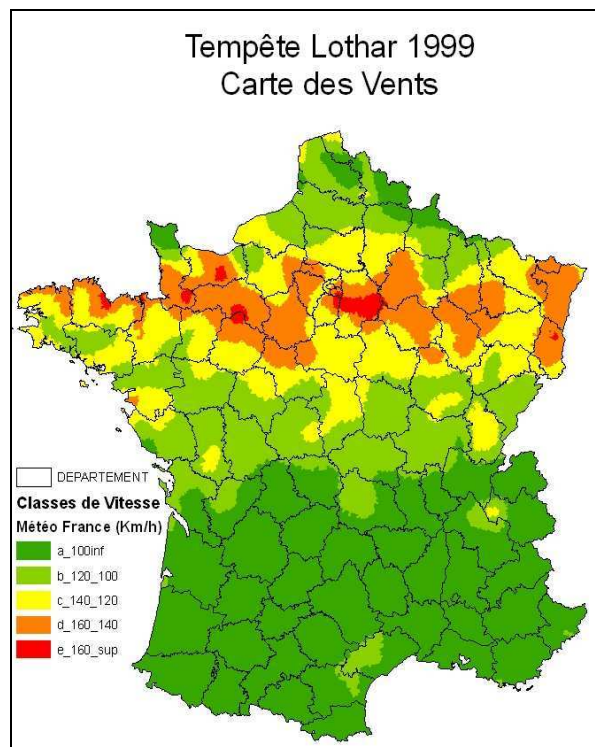 Tempête Lothar 1999
Carte des Vents
DEPARTEMENT
Classes de Vitesse
Météo France (Km/h)
a_100inf
b_120_100
c_140_120
d_160_140
e_160_sup